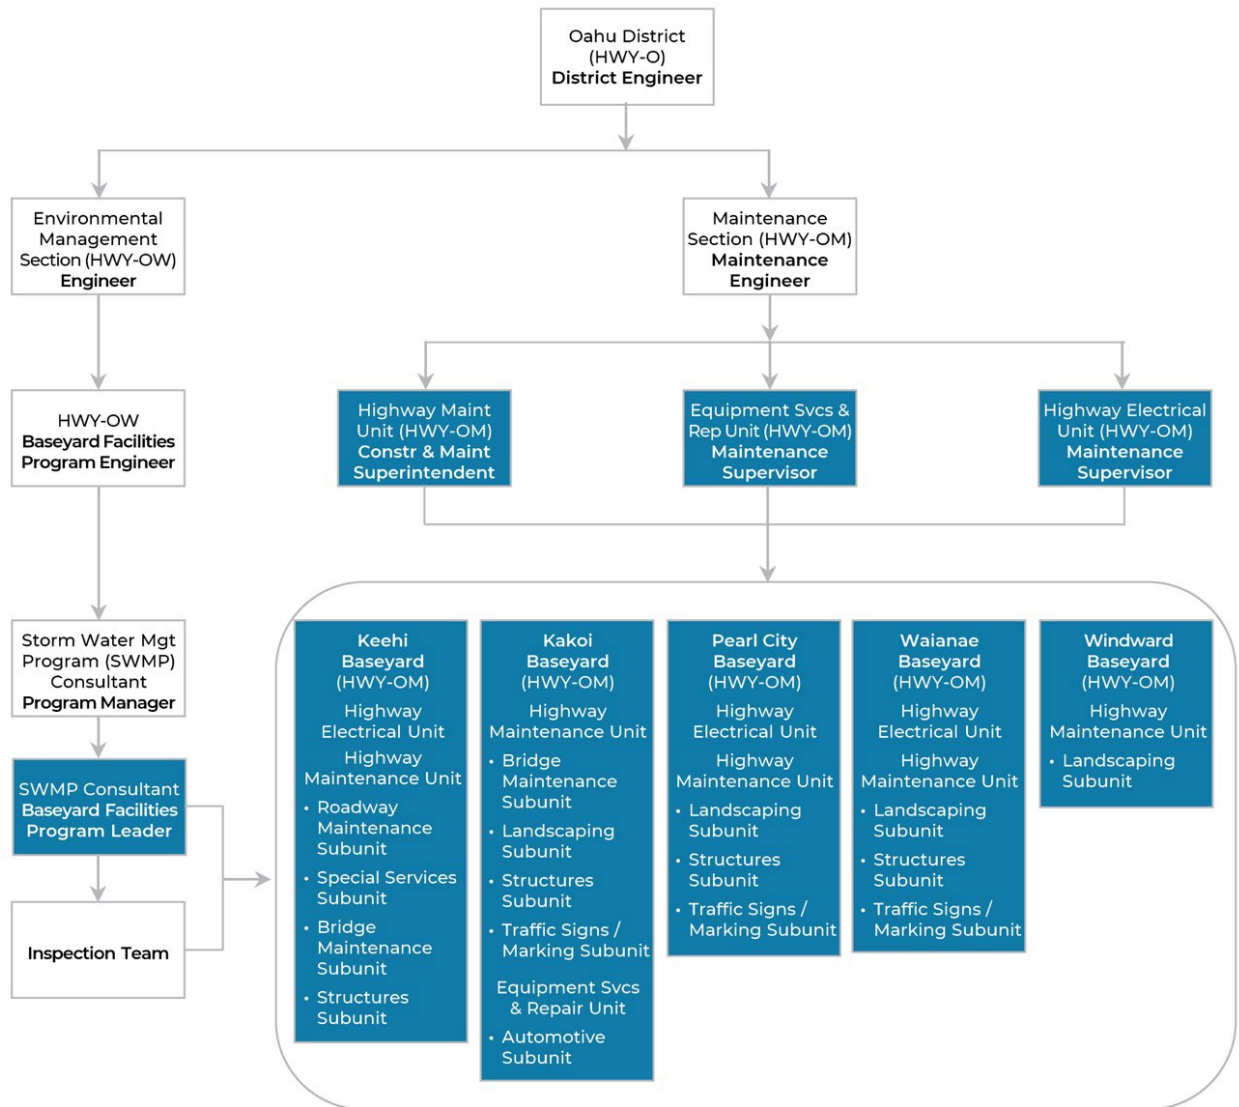 Oahu District
(HWY-O)
District Engineer
Environmental
Management
Section (HWY-OW)
Engineer
Maintenance
Section (HWY-OM)
Maintenance
Engineer
HWY-OW
Baseyard Facilities
Program Engineer
Highway Maint
Unit (HWY-OM)
Constr & Maint
Superintendent
Equipment Svcs &
Rep Unit (HWY-OM)
Maintenance
Supervisor
Highway Electrical
Unit (HWY-OM)
Maintenance
Supervisor
Storm Water Mgt
Program (SWMP)
Consultant
Program Manager
SWMP Consultant
Baseyard Facilities
Program Leader
Inspection Team
Keehi
Baseyard
(HWY-OM)
Highway
Electrical Unit
Highway
Maintenance Unit
• Roadway
Maintenance
Subunit
• Special Services
Subunit
• Bridge
Maintenance
Subunit
• Structures
Subunit
Kakoi
Baseyard
(HWY-OM)
Highway
Maintenance Unit
• Bridge
Maintenance
Subunit
• Landscaping
Subunit
• Structures
Subunit
• Traffic Signs /
Marking Subunit
Equipment Svcs
& Repair Unit
• Automotive
Subunit
Pearl City
Baseyard
(HWY-OM)
Highway
Electrical Unit
Highway
Maintenance Unit
• Landscaping
Subunit
• Structures
Subunit
• Traffic Signs /
Marking Subunit
Waianae
Baseyard
(HWY-OM)
Highway
Electrical Unit
Highway
Maintenance Unit
• Landscaping
Subunit
• Structures
Subunit
• Traffic Signs /
Marking Subunit
Windward
Baseyard
(HWY-OM)
Highway
Maintenance Unit
• Landscaping
Subunit